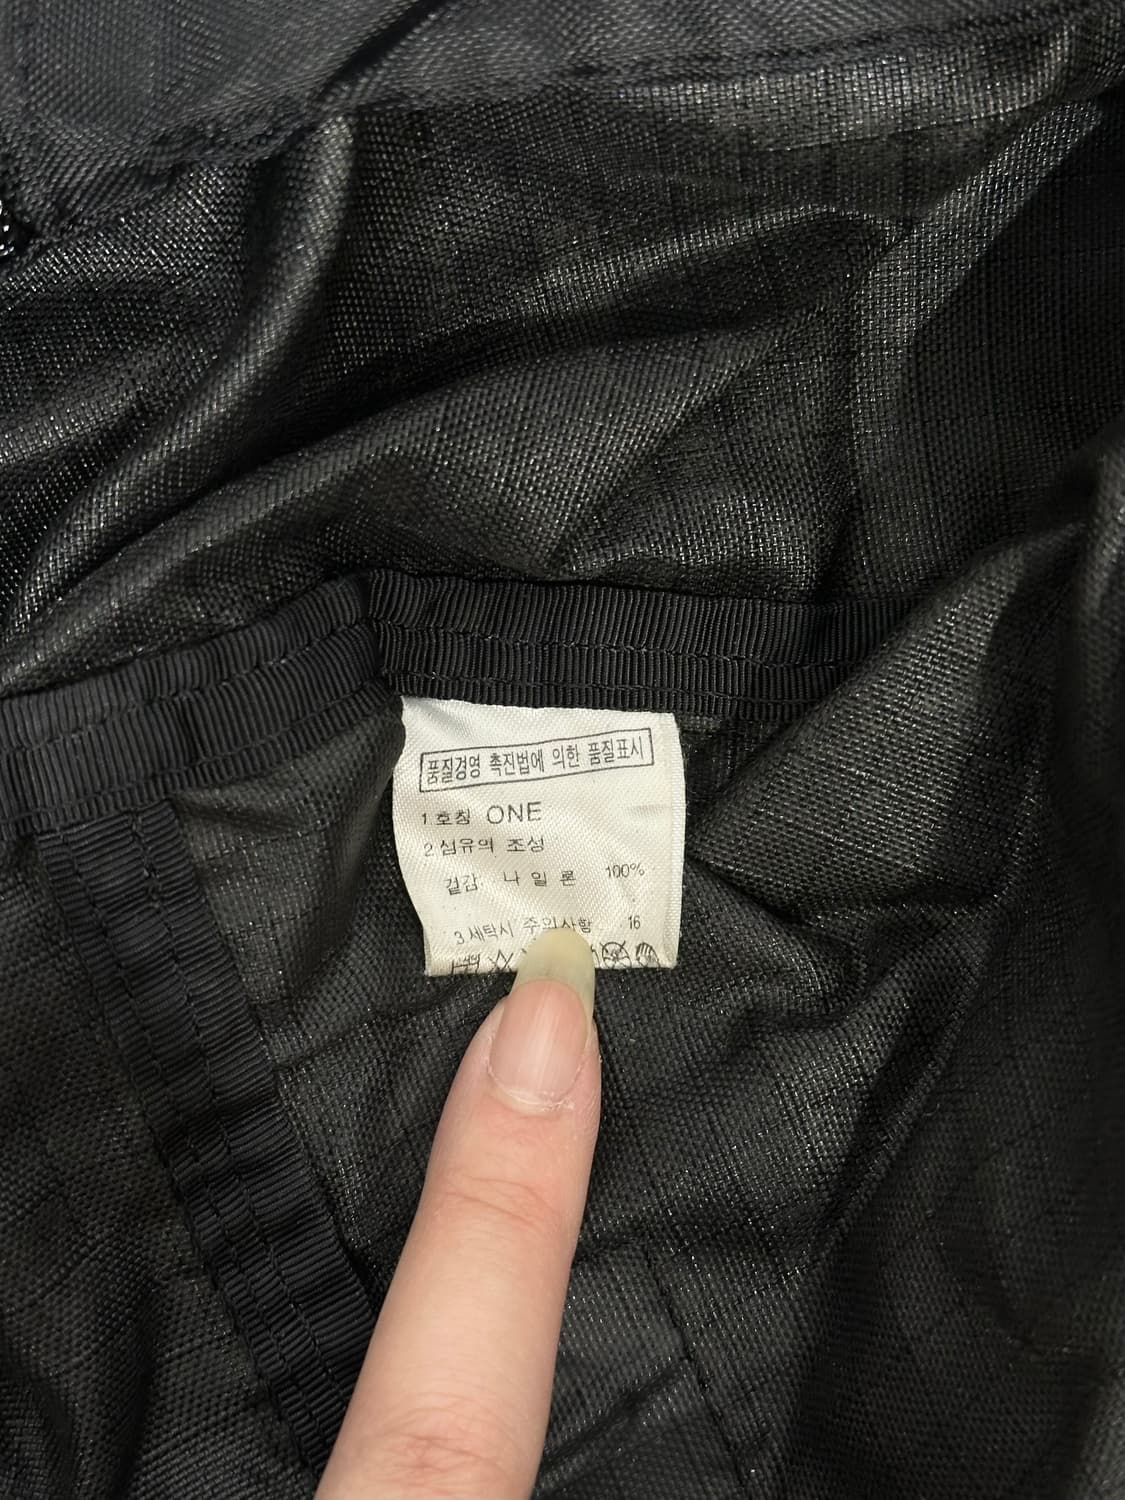 품질경영 촉진법에 의한 품질표시
1 호칭 ONE
2 섬유의 조성
겉감 나 일 론 100%
3 세탁시 주의사항 16